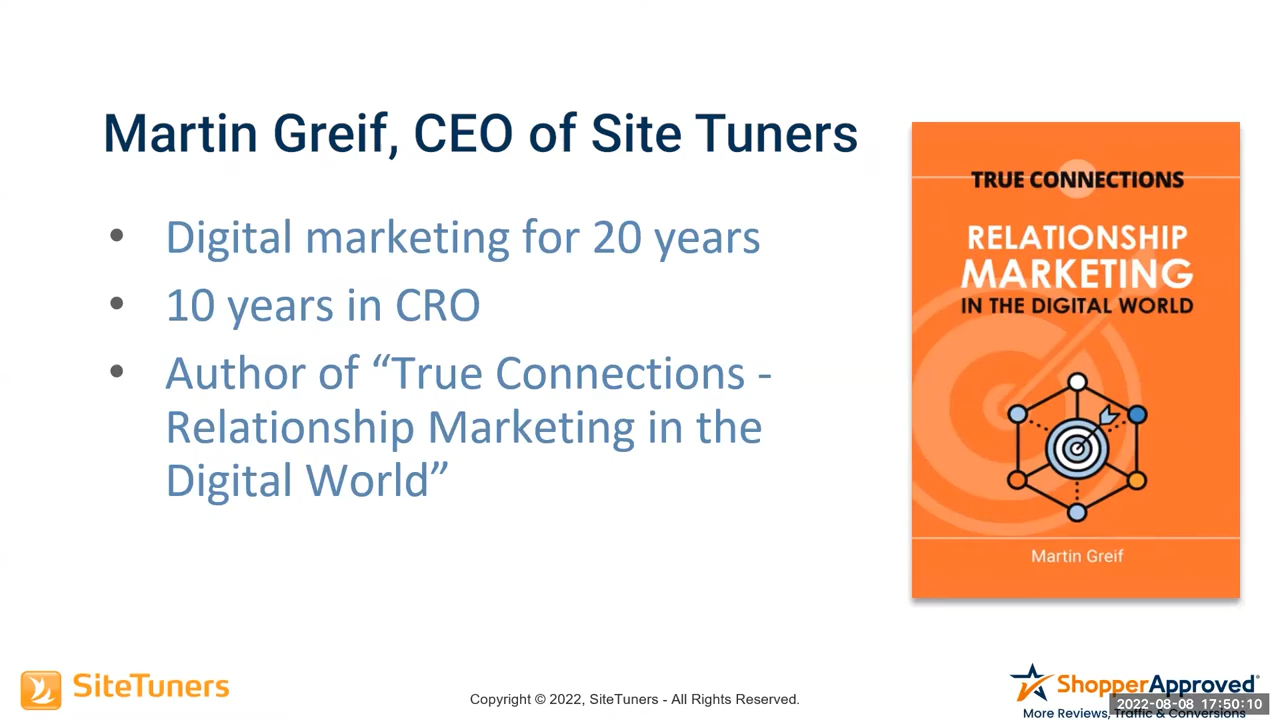 Martin Greif, CEO of Site Tuners
• Digital marketing for 20 years
• 10 years in CRO
• Author of “True Connections -
Relationship Marketing in the
Digital World”
TRUE CONNECTIONS
RELATIONSHIP
MARKETING
IN THE DIGITAL WORLD
Martin Greif
SiteTuners
Copyright © 2022, SiteTuners - All Rights Reserved.
ShopperApproved
More Reviews, Traffic & Conversions
2022-08-08 17:50:10